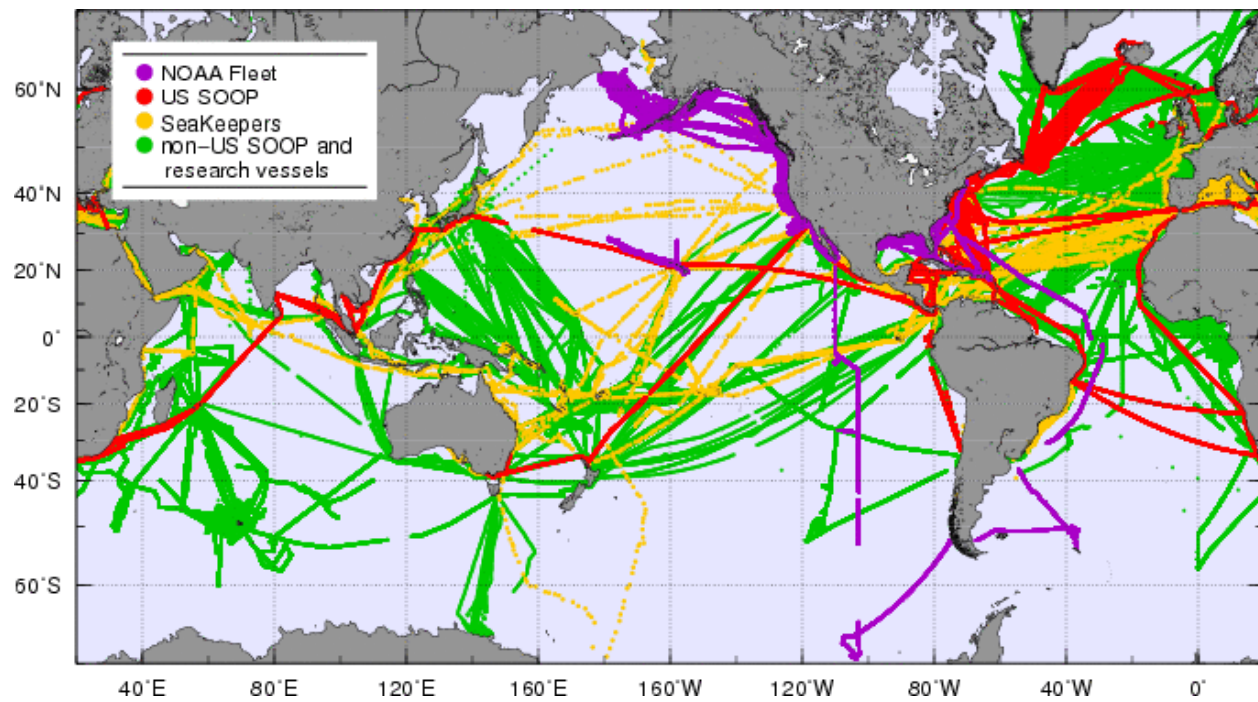 NOAA Fleet
US SOOP
SeaKeepers
non-US SOOP and
research vessels
60°N
40°N
20°N
0°
20°S
40°S
60°S
40°E 80°E 120°E 160°E 160°W 120°W 80°W 40°W 0°